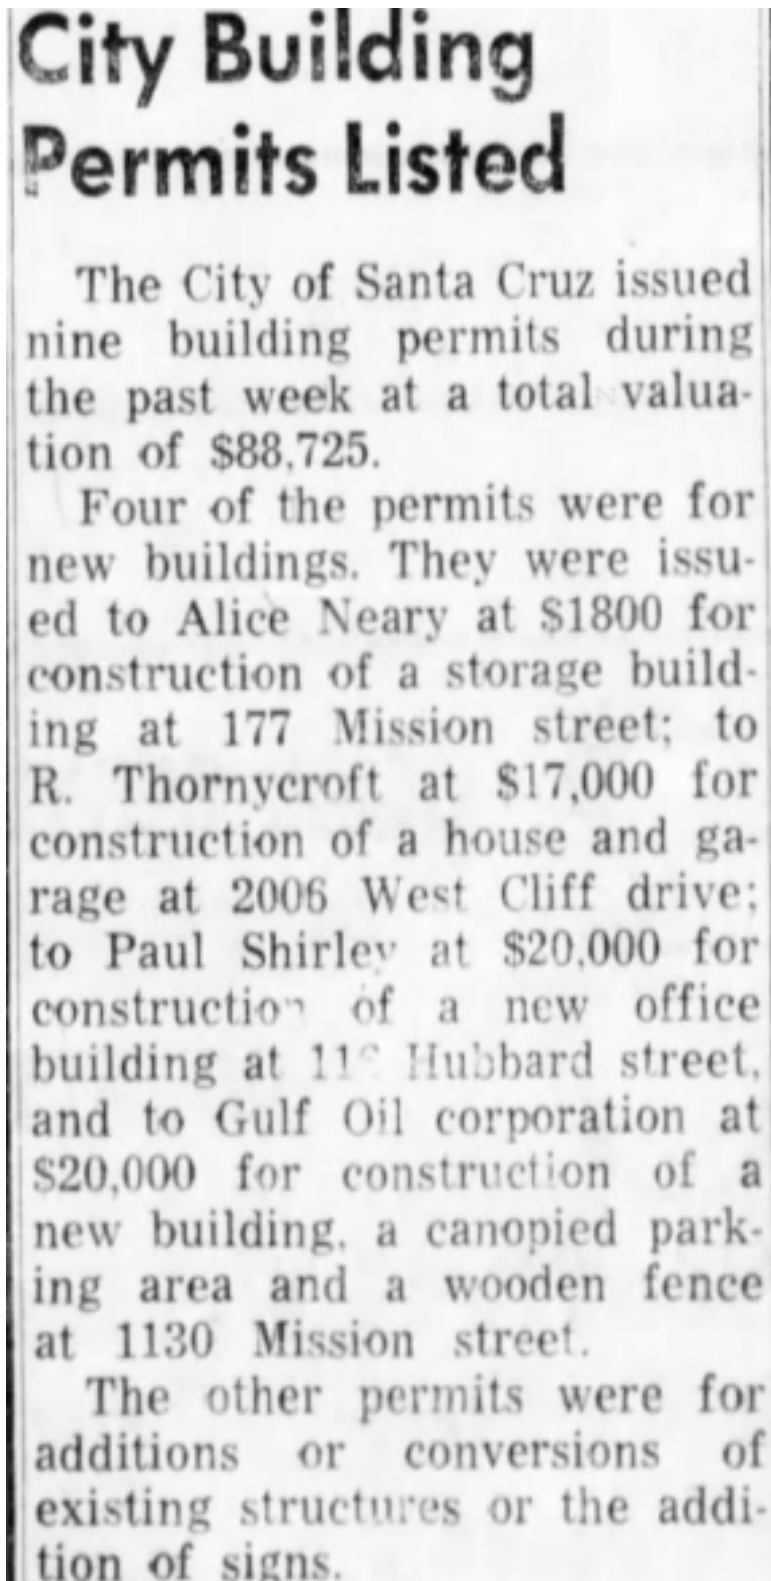 City Building
Permits Listed
The City of Santa Cruz issued
nine building permits during
the past week at a total valua-
tion of $88,725.
Four of the permits were for
new buildings. They were issu-
ed to Alice Neary at $1800 for
construction of a storage build-
ing at 177 Mission street; to
R. Thornycroft at $17,000 for
construction of a house and ga-
rage at 2006 West Cliff drive;
to Paul Shirley at $20,000 for
construction of a new office
building at Hubbard street,
and to Gulf Oil corporation at
$20,000 for construction of a
new building, a canopied park-
ing area and a wooden fence
at 1130 Mission street.
The other permits were for
additions or conversions of
existing structures or the addi-
tion of signs.